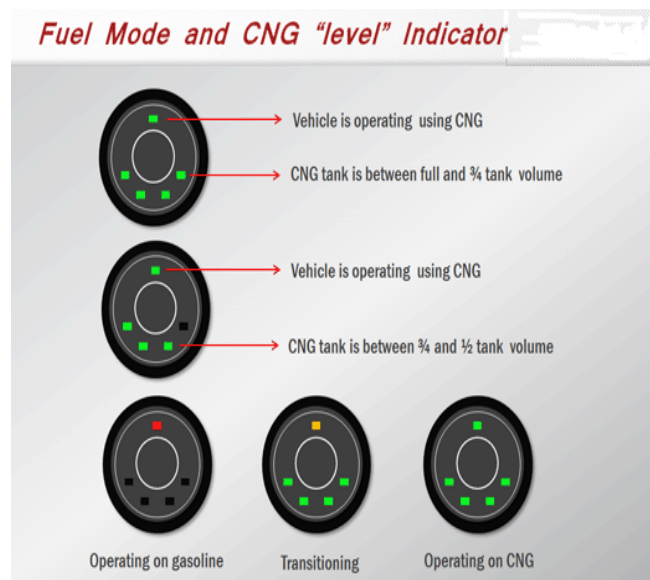 Fuel Mode and CNG “level” Indicator
Vehicle is operating using CNG
CNG tank is between full and ¾ tank volume
Vehicle is operating using CNG
CNG tank is between ¾ and ½ tank volume
Operating on gasoline
Transitioning
Operating on CNG